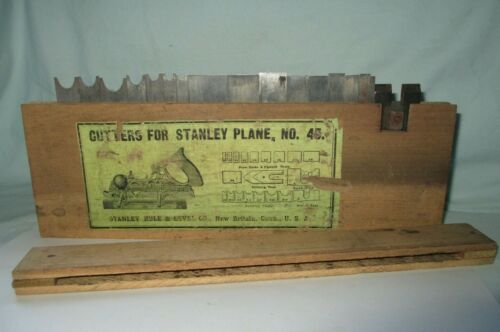 CUTTERS FOR STANLEY PLANE, NO. 45.
STANLEY RULE & LEVEL CO., New Britain, Conn., U. S. A.